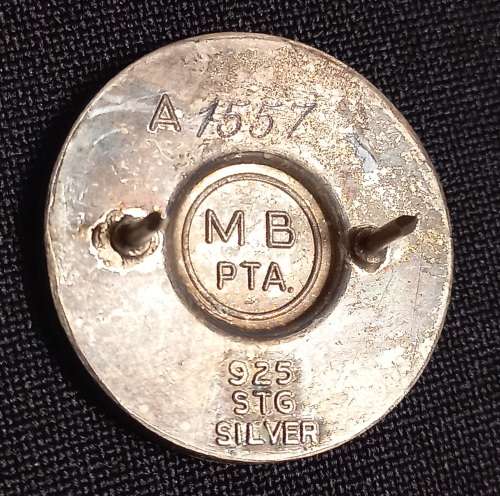 A 1557
M B
PTA.
925
STG
SILVER